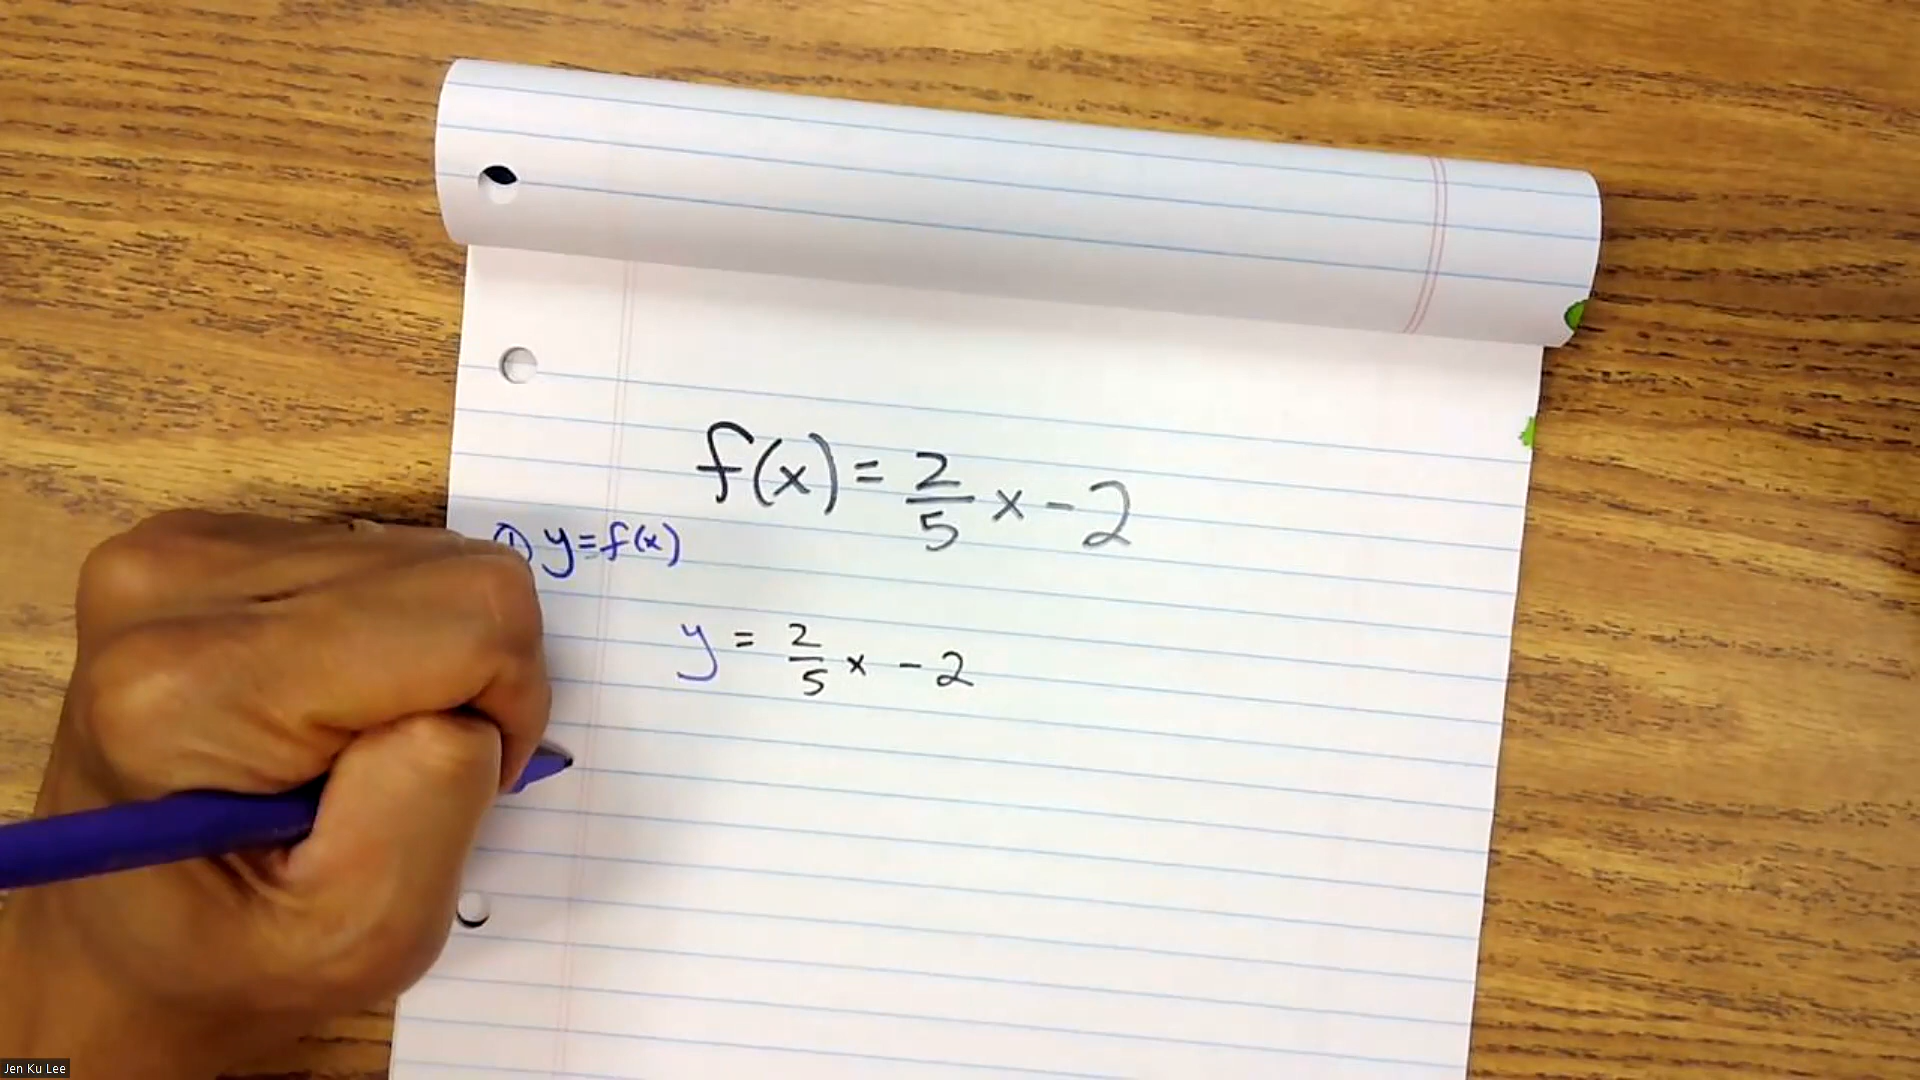 f(x) = 2/5 x - 2
① y = f(x)
y = 2/5 x - 2
Jen Ku Lee